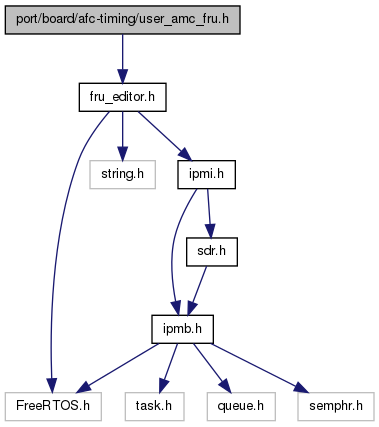 port/board/afc-timing/user_amc_fru.h
fru_editor.h
string.h
ipmi.h
sdr.h
ipmb.h
FreeRTOS.h
task.h
queue.h
semphr.h